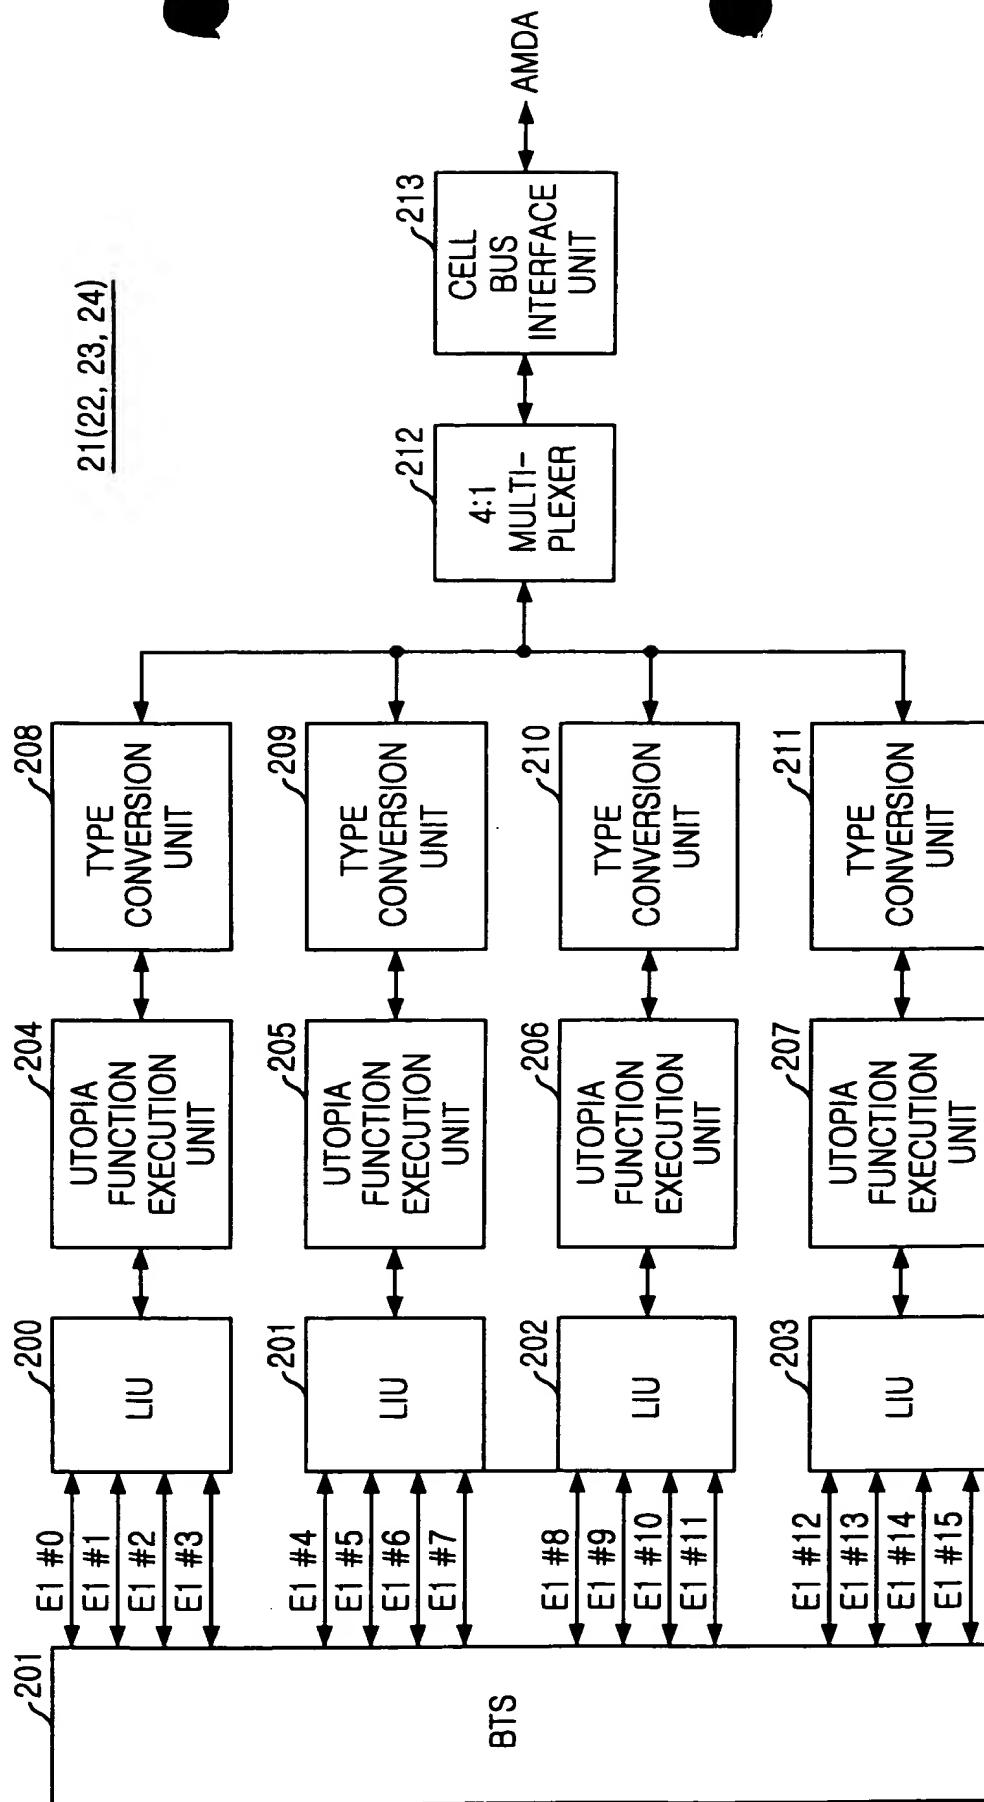 21(22, 23, 24)
201
BTS
E1 #0
E1 #1
E1 #2
E1 #3
E1 #4
E1 #5
E1 #6
E1 #7
E1 #8
E1 #9
E1 #10
E1 #11
E1 #12
E1 #13
E1 #14
E1 #15
200
LIU
201
LIU
202
LIU
203
LIU
204
UTOPIA
FUNCTION
EXECUTION
UNIT
205
UTOPIA
FUNCTION
EXECUTION
UNIT
206
UTOPIA
FUNCTION
EXECUTION
UNIT
207
UTOPIA
FUNCTION
EXECUTION
UNIT
208
TYPE
CONVERSION
UNIT
209
TYPE
CONVERSION
UNIT
210
TYPE
CONVERSION
UNIT
211
TYPE
CONVERSION
UNIT
212
4:1
MULTI-
PLEXER
213
CELL
BUS
INTERFACE
UNIT
AMDA